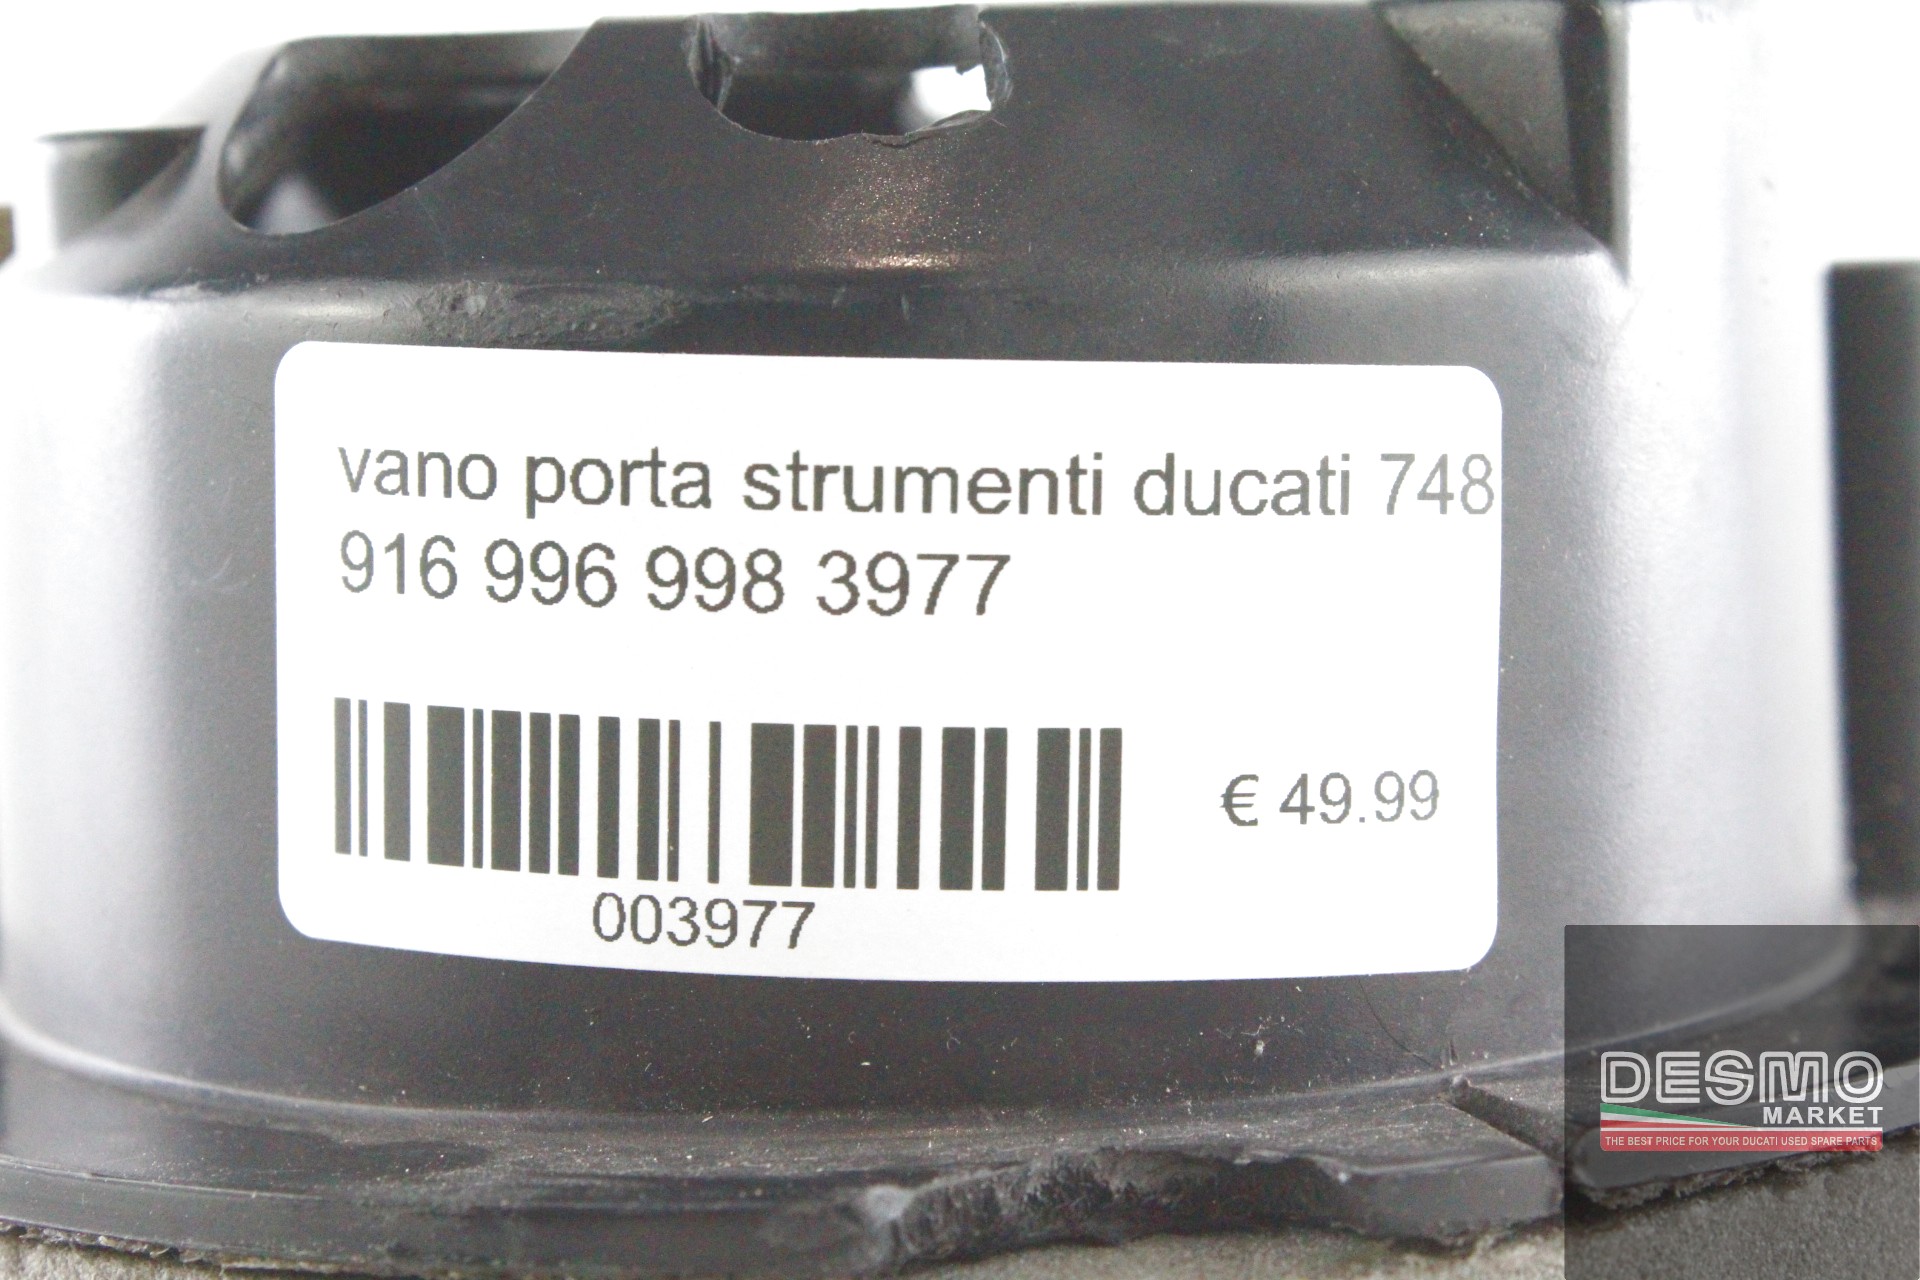 vano porta strumenti ducati 748
916 996 998 3977
€ 49.99
003977
DESMO
MARKET
THE BEST PRICE FOR YOUR DUCATI USED SPARE PARTS